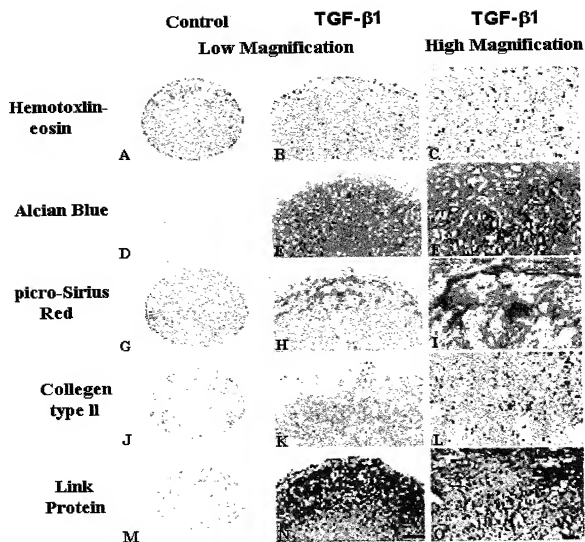 Control TGF-β1 TGF-β1
Low Magnification High Magnification
Hemotoxlin-
eosin
A B C
Alcian Blue
D E F
picro-Sirius
Red
G H I
Collegen
type II
J K L
Link
Protein
M N O